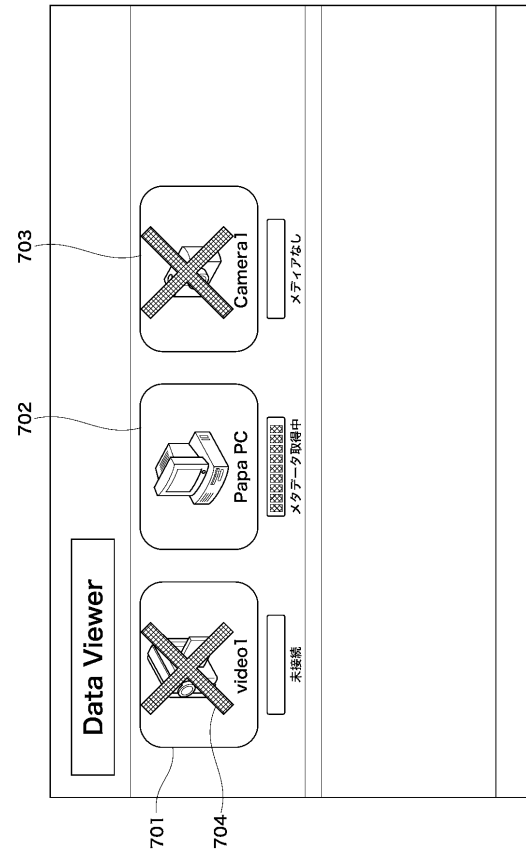 Data Viewer
701
702
703
704
video1
Papa PC
Camera1
未接続
メタデータ取得中
メディアなし